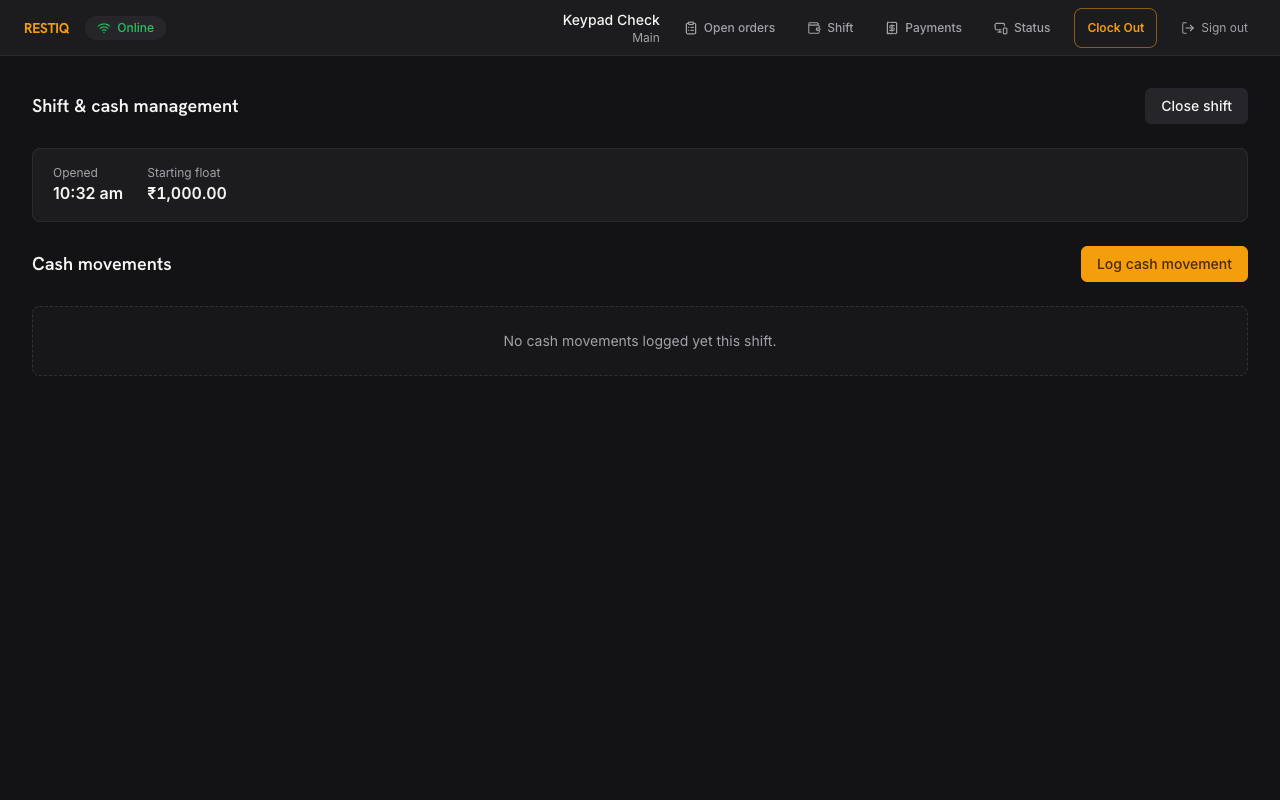 RESTIQ
Online
Keypad Check
Main
Open orders
Shift
Payments
Status
Clock Out
Sign out
Shift & cash management
Close shift
Opened
10:32 am
Starting float
₹1,000.00
Cash movements
Log cash movement
No cash movements logged yet this shift.